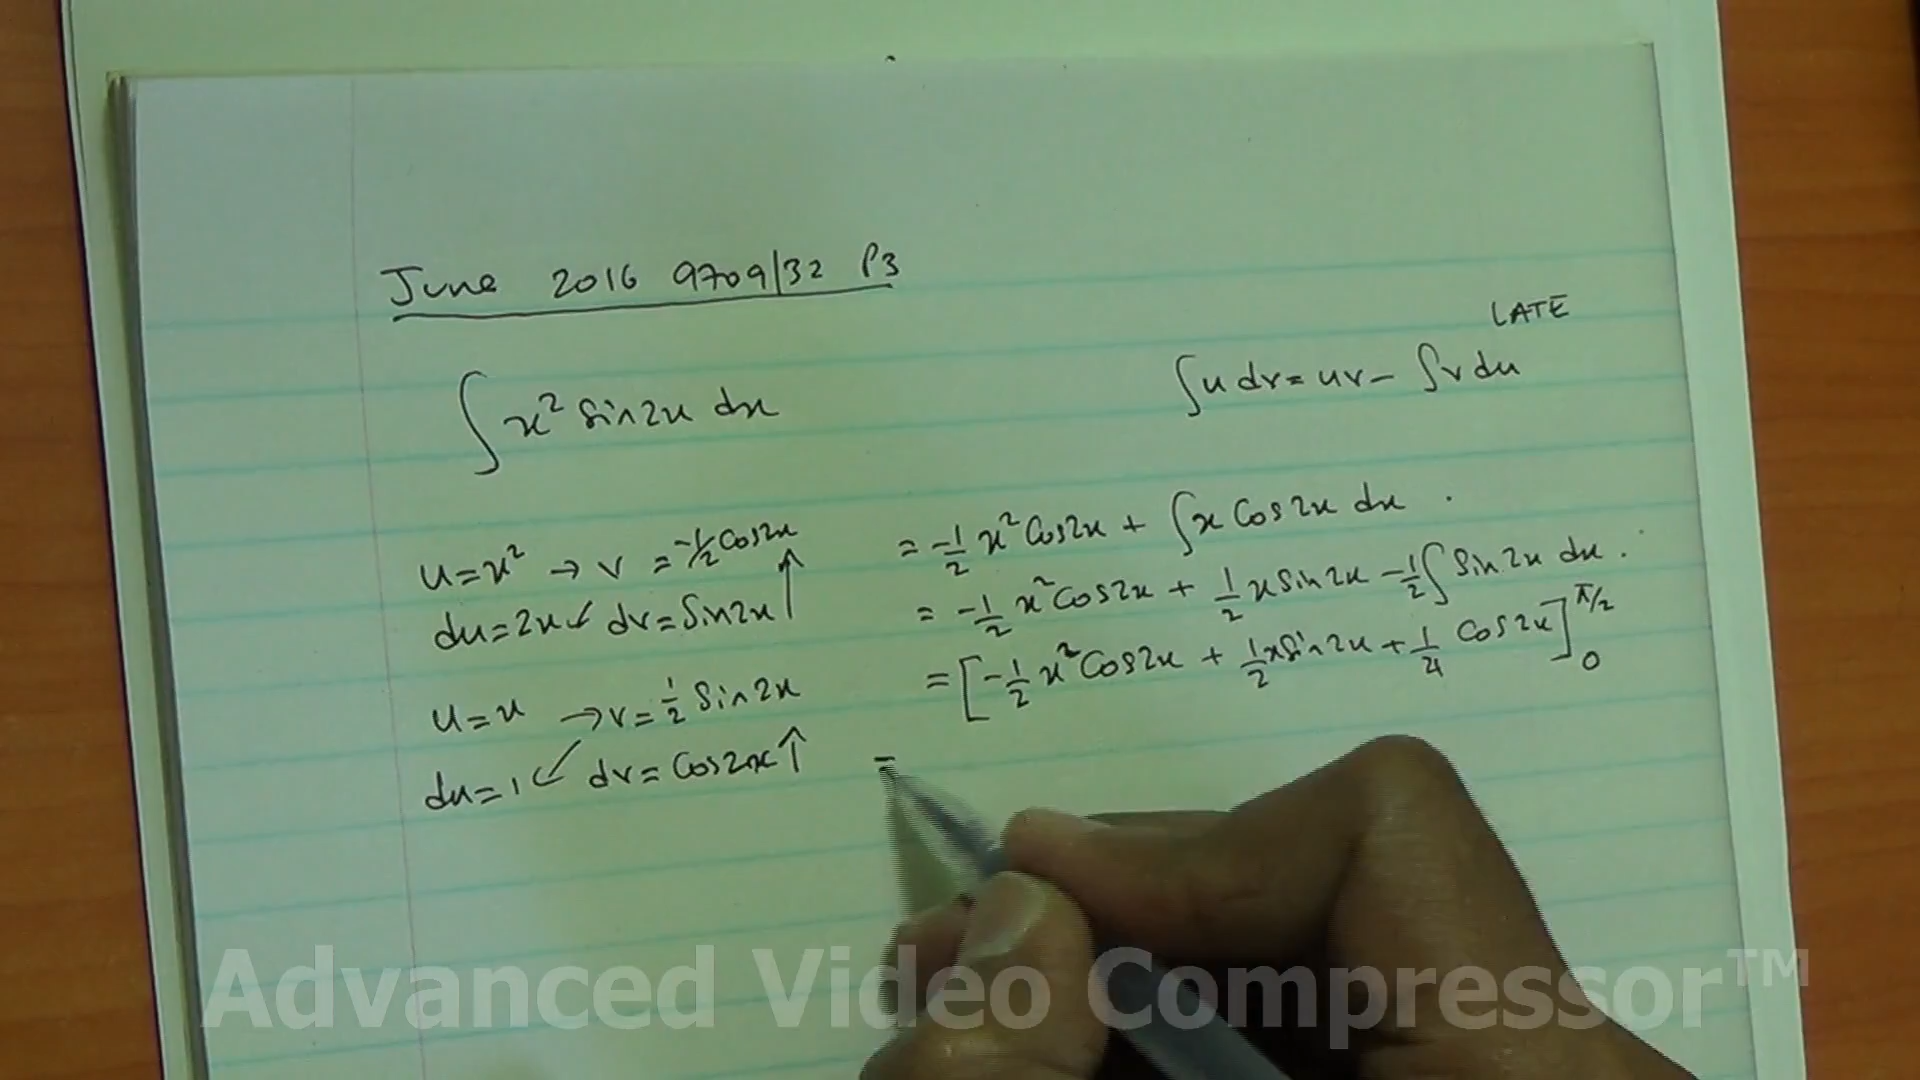 June 2016 9709/32 P3
LATE
∫ x² Sin2x dx
∫u dv = uv − ∫v du
u = x² → v = -1/2 Cos2x
du = 2x ↙ dv = Sin2x ↑
u = x → v = 1/2 Sin2x
du = 1 ↙ dv = Cos2x ↑
= -1/2 x² Cos2x + ∫x Cos2x dx .
= -1/2 x² Cos2x + 1/2 x Sin2x − 1/2 ∫Sin2x dx .
= [-1/2 x² Cos2x + 1/2 x Sin2x + 1/4 Cos2x]₀^π/2
=
Advanced Video Compressor™